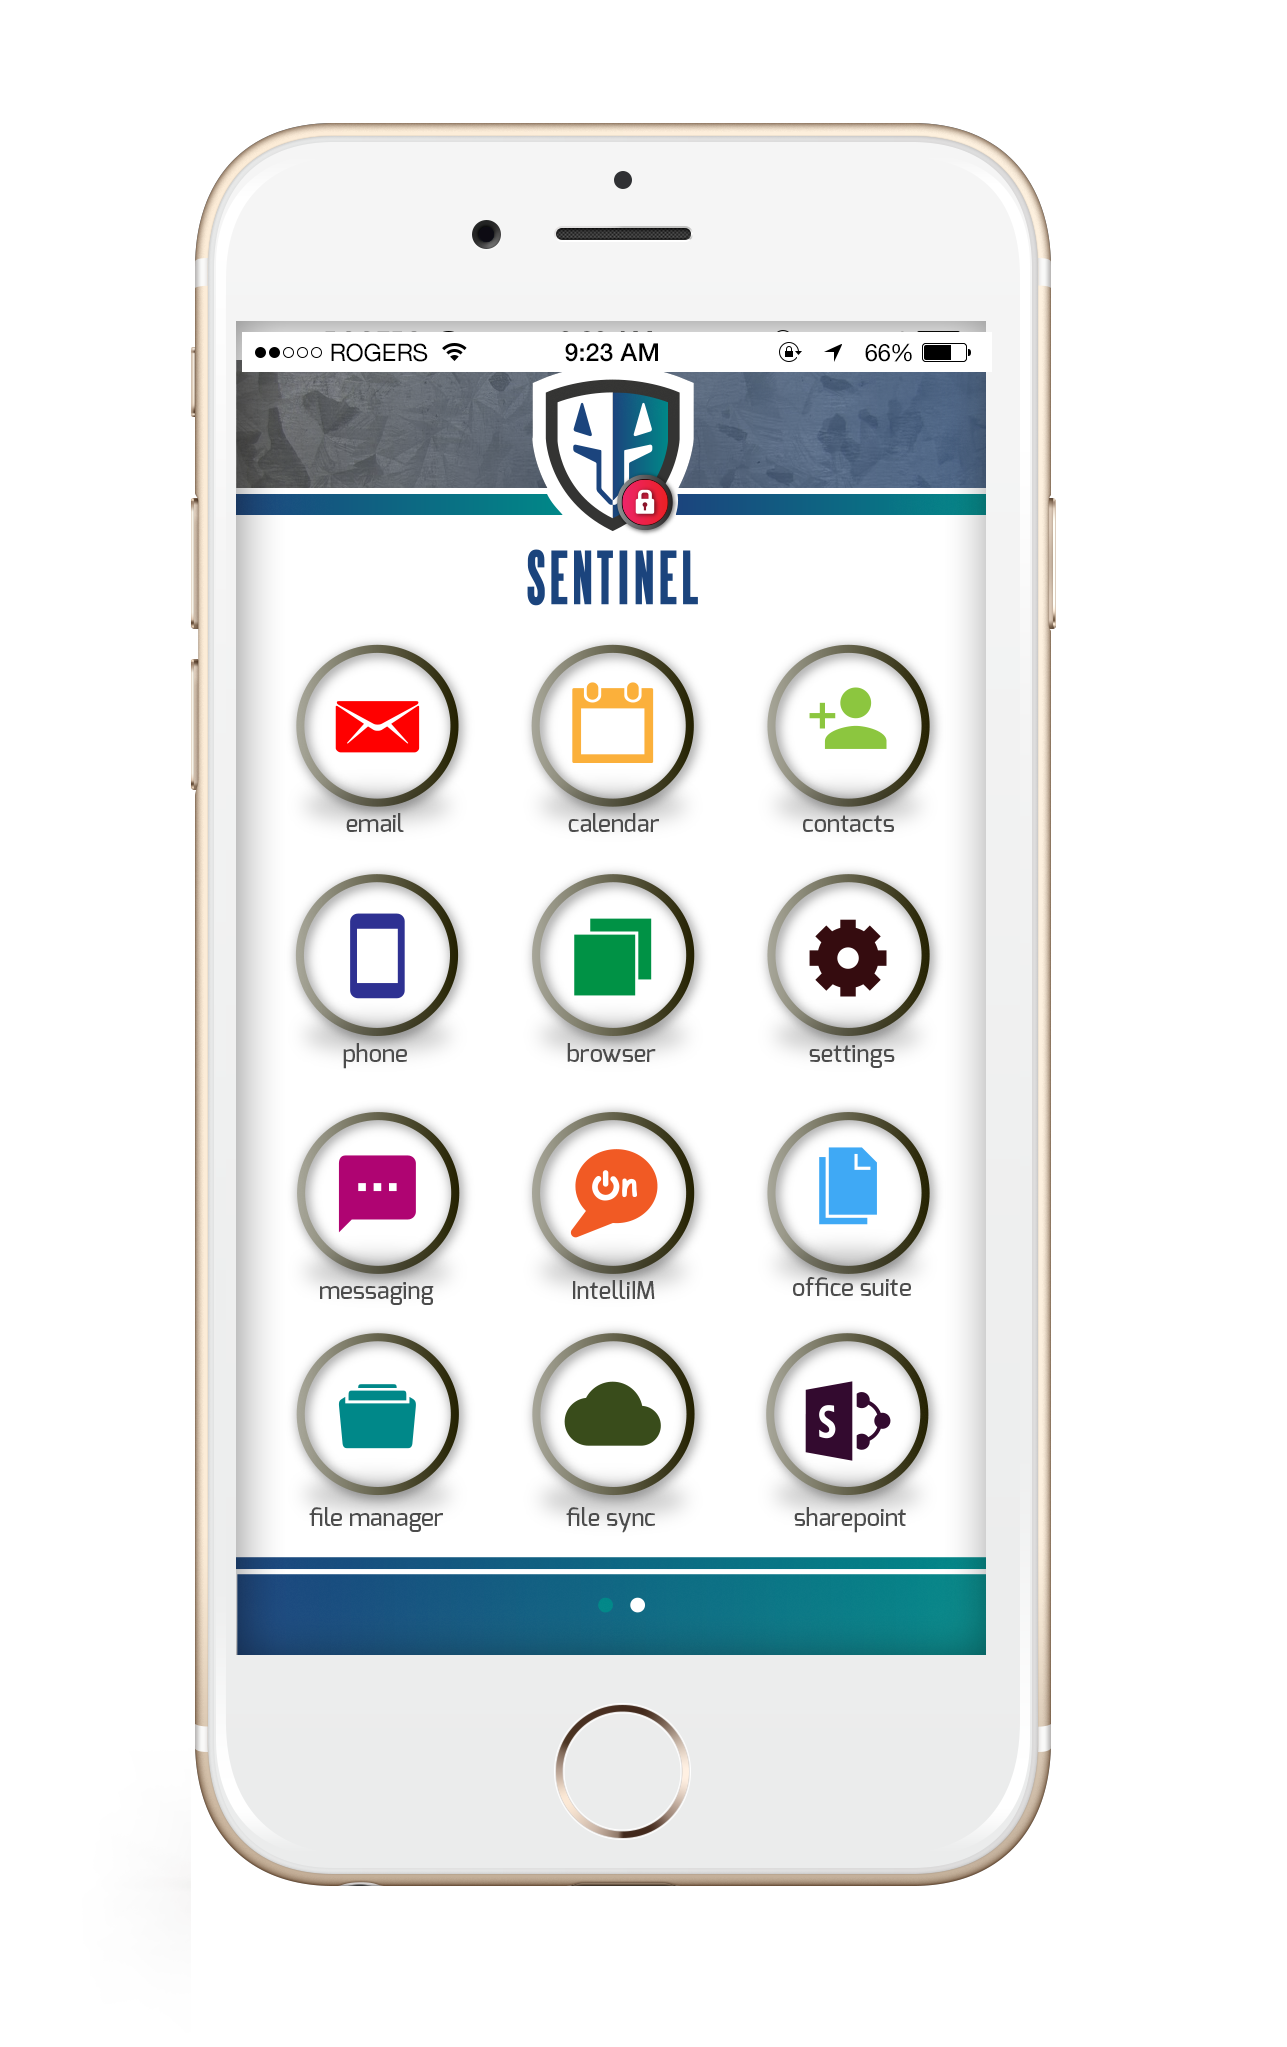 ROGERS 9:23 AM 66%
SENTINEL
email calendar contacts
phone browser settings
On
messaging IntelliIM office suite
S
file manager file sync sharepoint